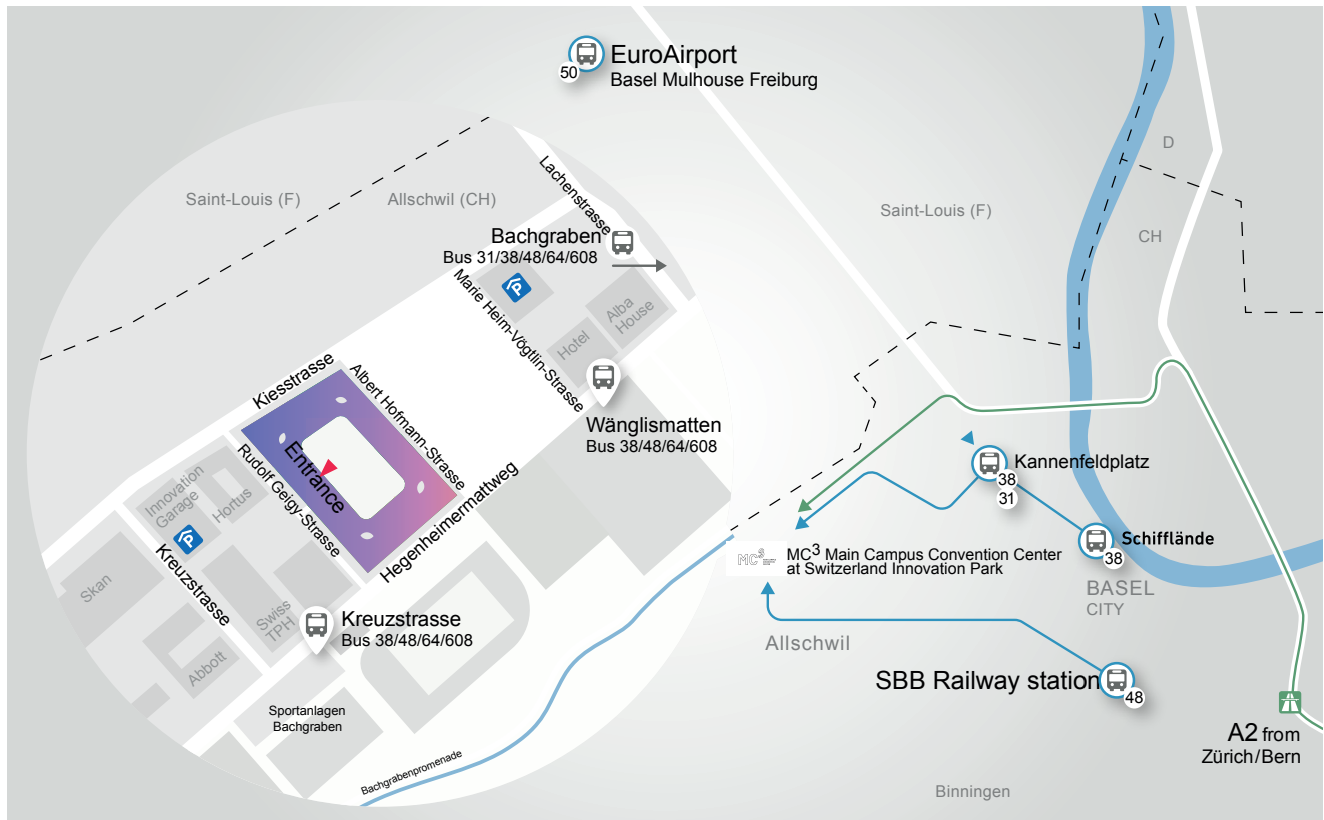 EuroAirport
50
Basel Mulhouse Freiburg
Lachenstrasse
D
Saint-Louis (F)
Allschwil (CH)
Saint-Louis (F)
CH
Bachgraben
Bus 31/38/48/64/608
P
Marie Heim-Vögtlin-Strasse
Alba
House
Hotel
Kiesstrasse
Albert Hofmann-Strasse
Wänglismatten
Bus 38/48/64/608
Entrance
Rudolf Geigy-Strasse
Hegenheimermattweg
Innovation
Garage
Hortus
P
Kreuzstrasse
Skan
Swiss
TPH
Abbott
Kreuzstrasse
Bus 38/48/64/608
Sportanlagen
Bachgraben
Bachgrabenpromenade
Kannenfeldplatz
38
31
Schifflände
38
MC3
MC3 Main Campus Convention Center
at Switzerland Innovation Park
BASEL
CITY
Allschwil
SBB Railway station
48
A2 from
Zürich/Bern
Binningen